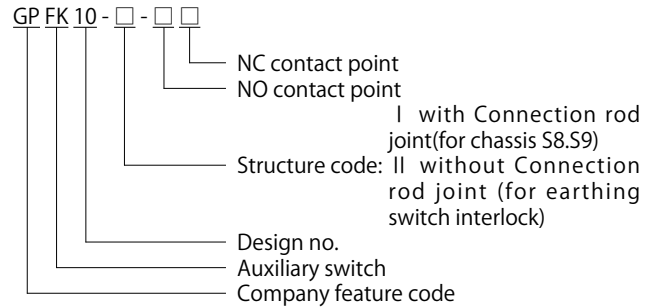 GP FK 10 - □ - □ □
NC contact point
NO contact point
I with Connection rod
joint(for chassis S8.S9)
Structure code: II without Connection
rod joint (for earthing
switch interlock)
Design no.
Auxiliary switch
Company feature code